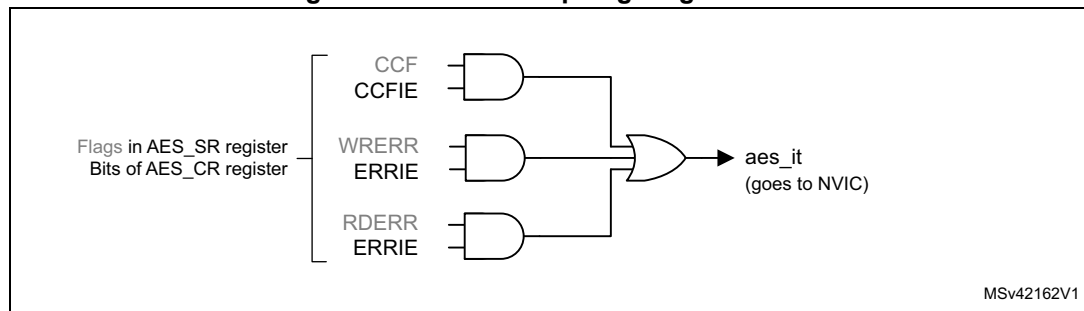 CCF
CCFIE
Flags in AES_SR register
Bits of AES_CR register
WRERR
ERRIE
RDERR
ERRIE
aes_it
(goes to NVIC)
MSv42162V1